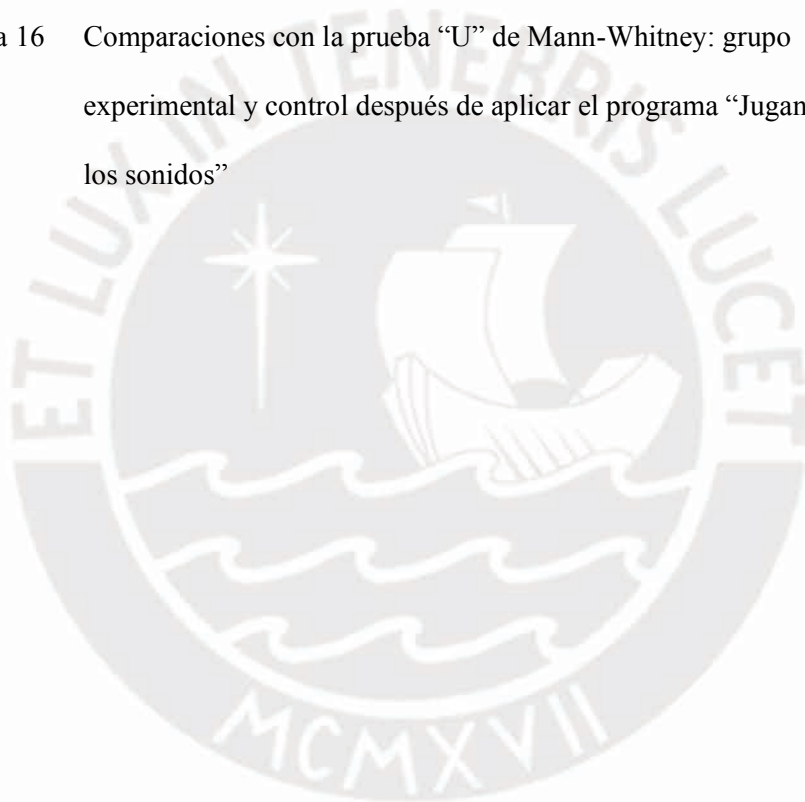 a 16 Comparaciones con la prueba “U” de Mann-Whitney: grupo
experimental y control después de aplicar el programa “Jugan
los sonidos”
ET LUX IN TENEBRIS LUCET
MCMXVII